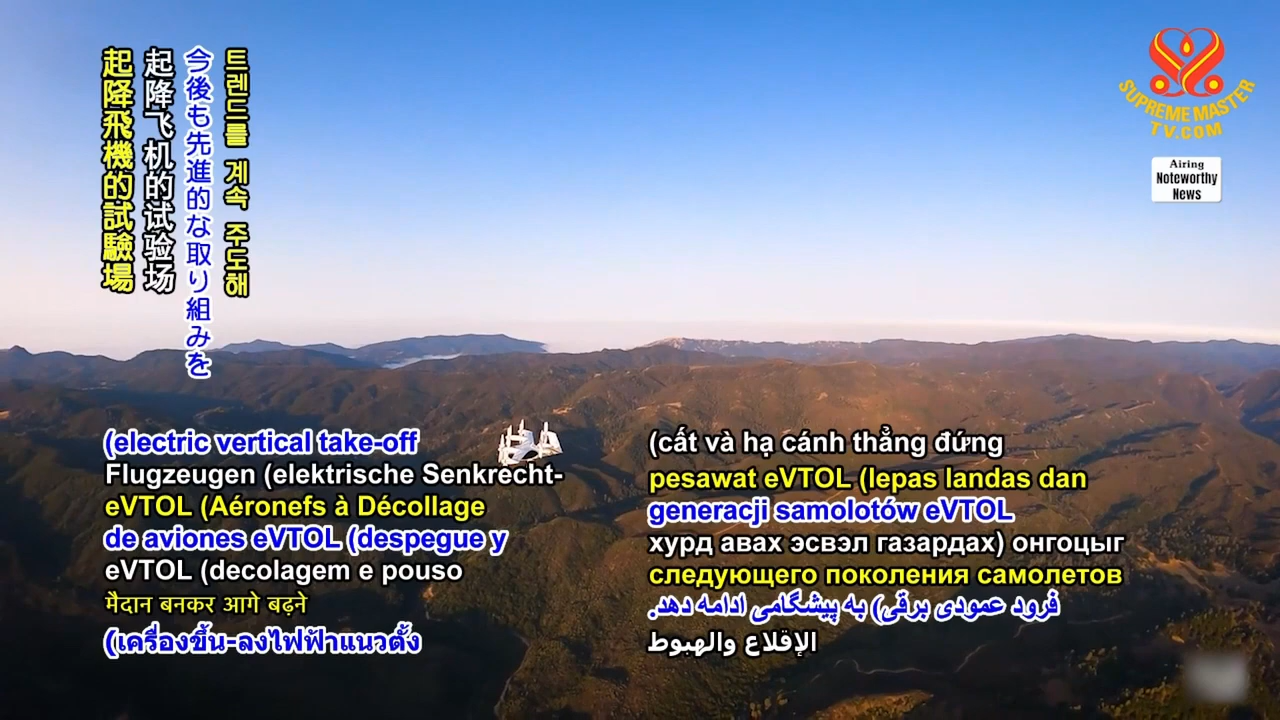 起降飛機的試驗場
起降飞机的试验场
今後も先進的な取り組みを
트렌드를 계속 주도해
SUPREME MASTER
TV.COM
Airing
Noteworthy
News
(electric vertical take-off
Flugzeugen (elektrische Senkrecht-
eVTOL (Aéronefs à Décollage
de aviones eVTOL (despegue y
eVTOL (decolagem e pouso
मैदान बनकर आगे बढ़ने
(เครื่องขึ้น-ลงไฟฟ้าแนวตั้ง
(cất và hạ cánh thẳng đứng
pesawat eVTOL (lepas landas dan
generacji samolotów eVTOL
хурд авах эсвэл газардах) онгоцыг
следующего поколения самолетов
فرود عمودی برقی) به پیشگامی ادامه دهد.
الإقلاع والهبوط